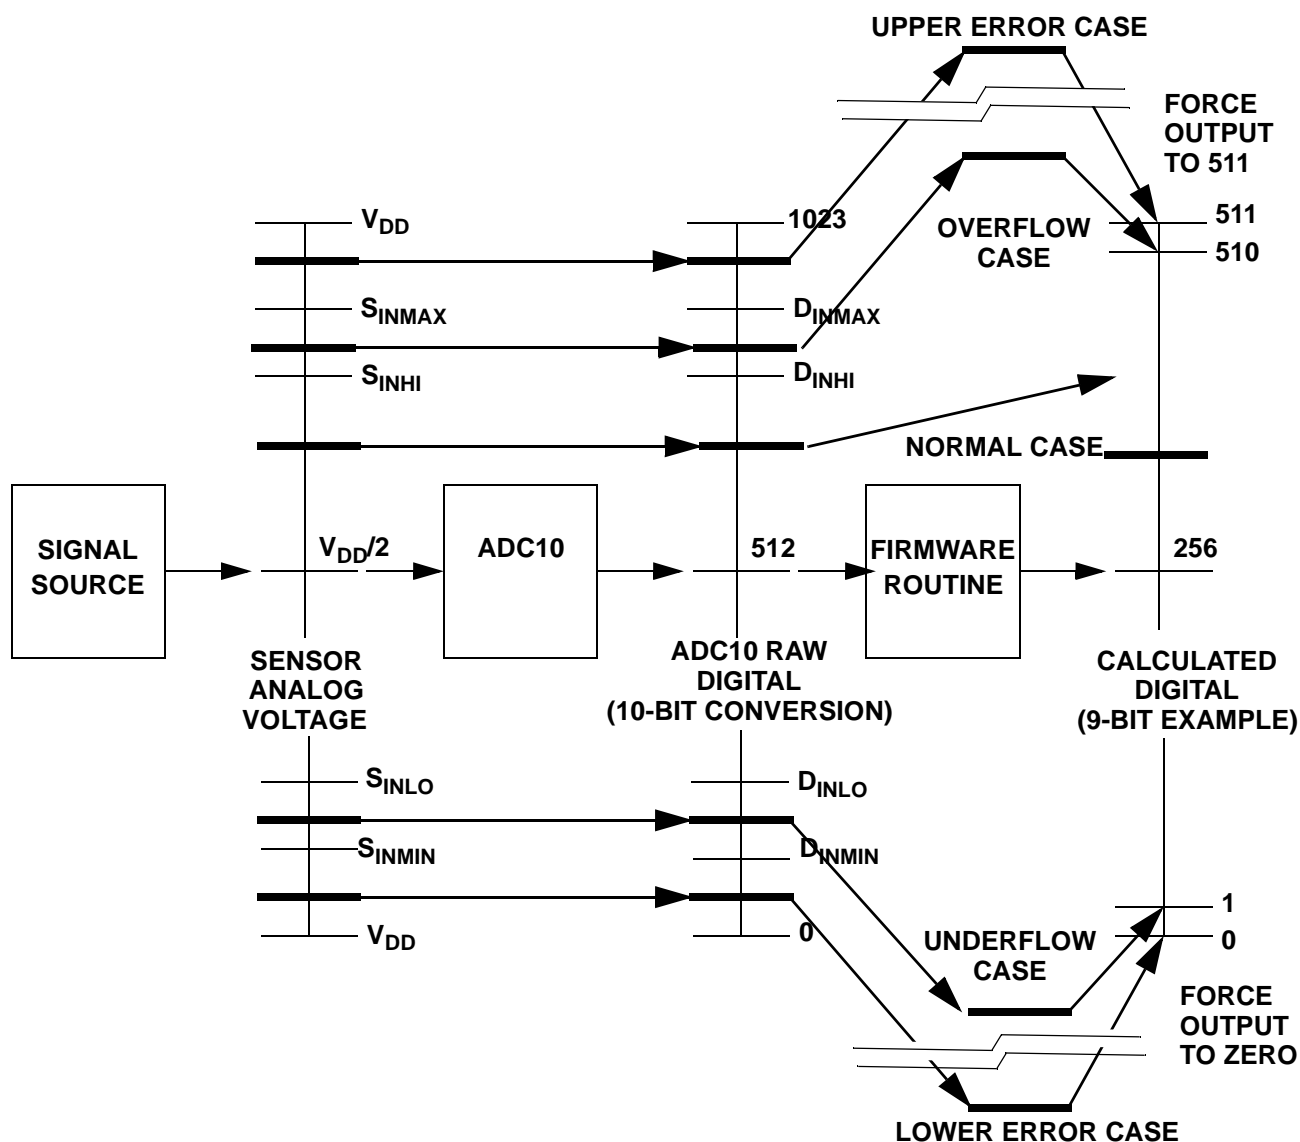 UPPER ERROR CASE
FORCE
OUTPUT
TO 511
VDD
1023
511
OVERFLOW
CASE
510
SINMAX
DINMAX
SINHI
DINHI
NORMAL CASE
SIGNAL
SOURCE
VDD/2
ADC10
512
FIRMWARE
ROUTINE
256
SENSOR
ANALOG
VOLTAGE
ADC10 RAW
DIGITAL
(10-BIT CONVERSION)
CALCULATED
DIGITAL
(9-BIT EXAMPLE)
SINLO
DINLO
SINMIN
DINMIN
VDD
0
1
0
UNDERFLOW
CASE
FORCE
OUTPUT
TO ZERO
LOWER ERROR CASE